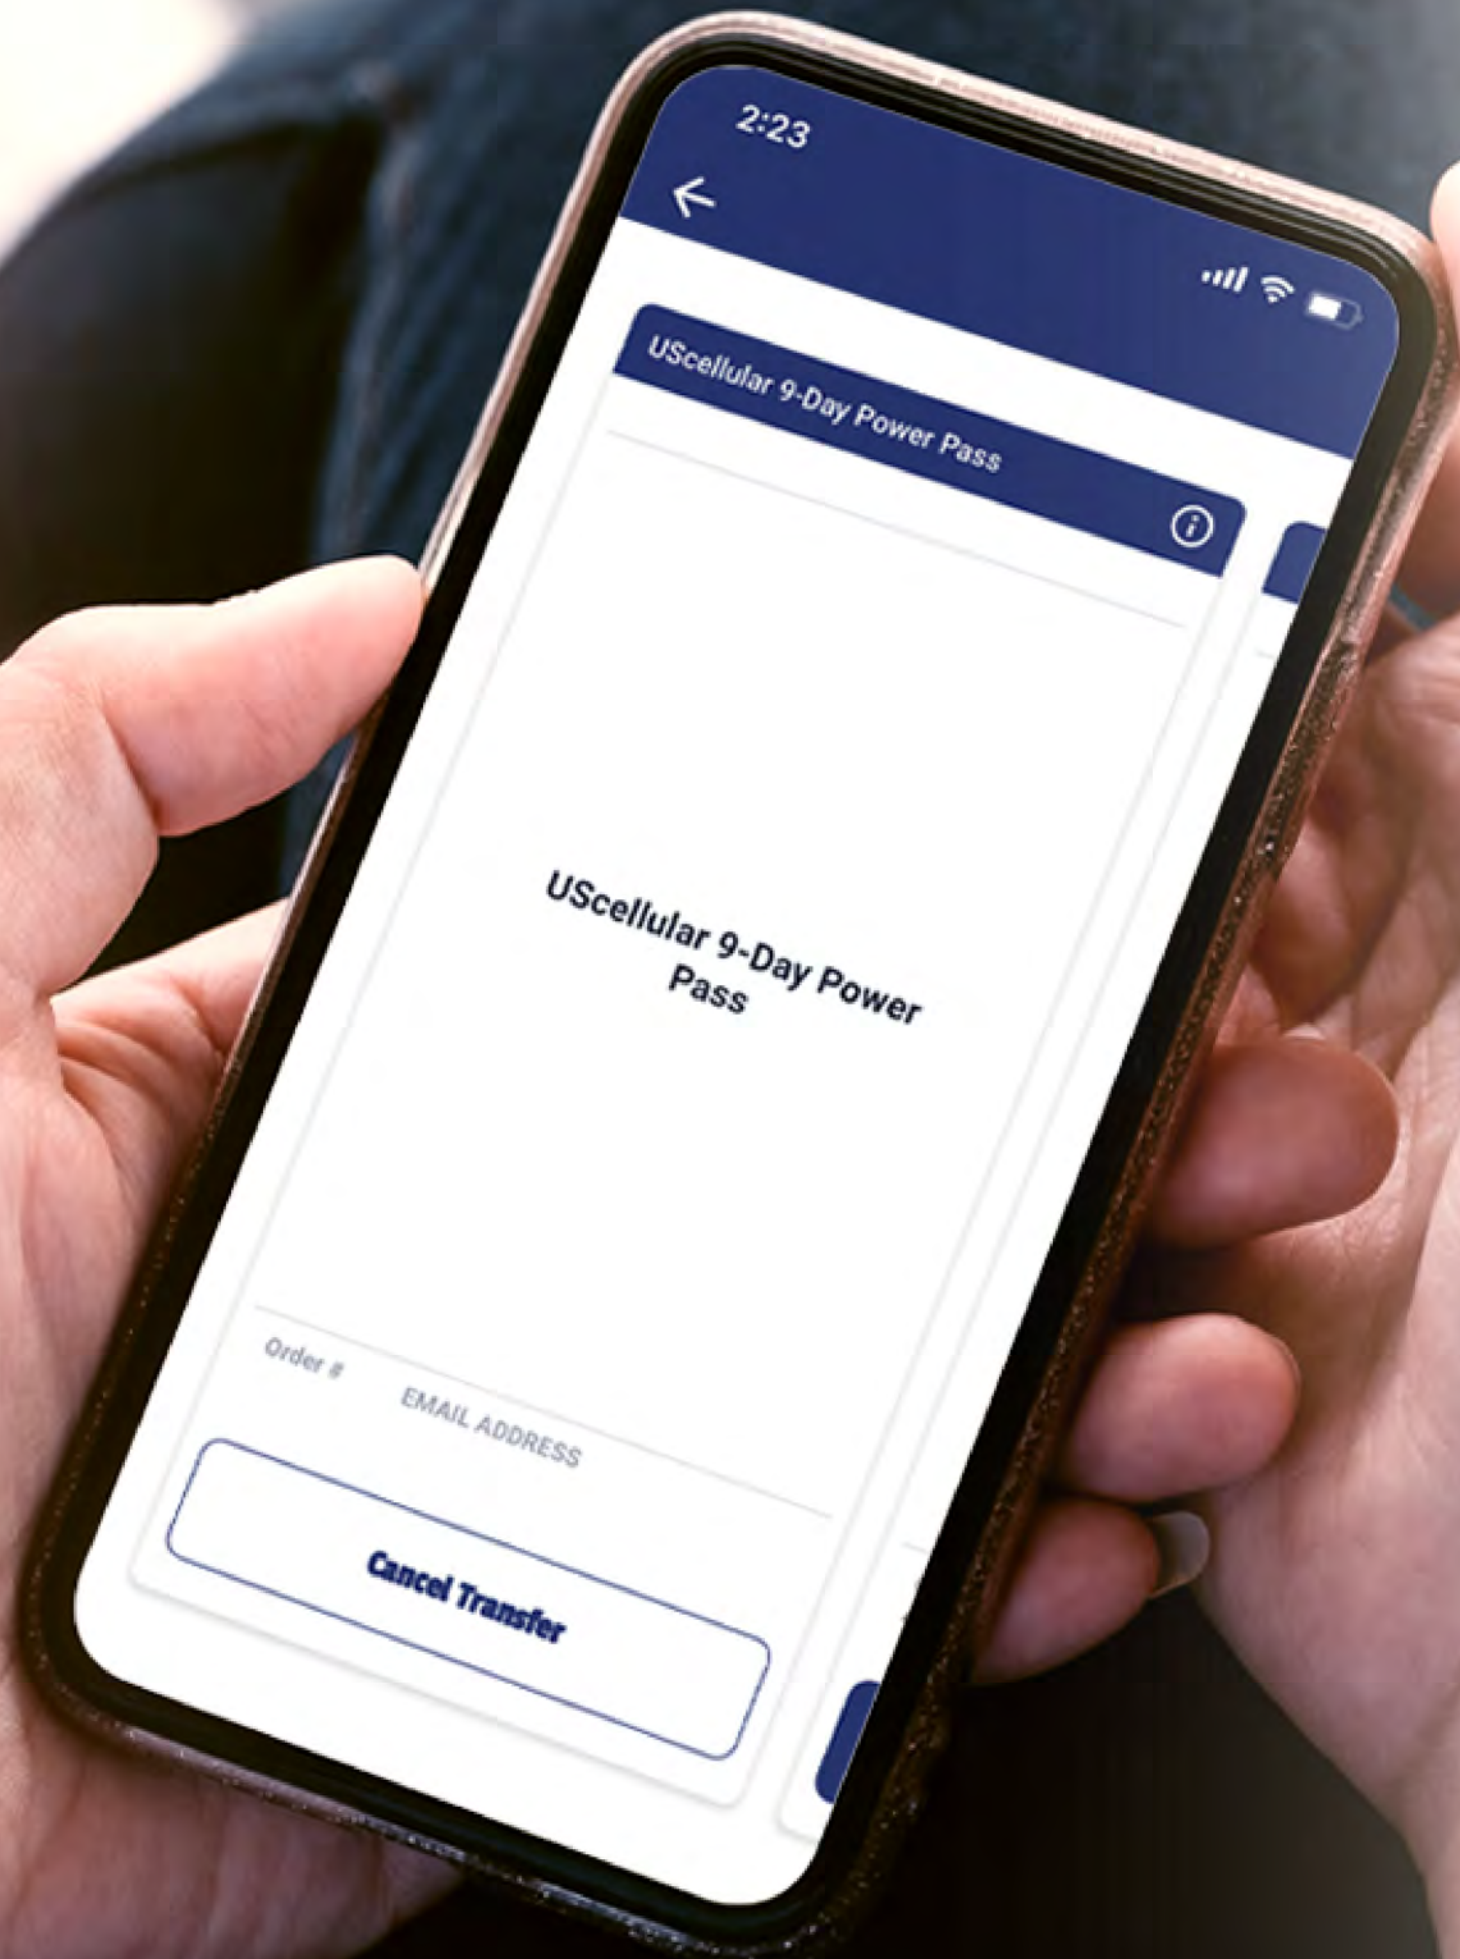 2:23
UScellular 9-Day Power Pass
UScellular 9-Day Power
Pass
Order #
EMAIL ADDRESS
Cancel Transfer